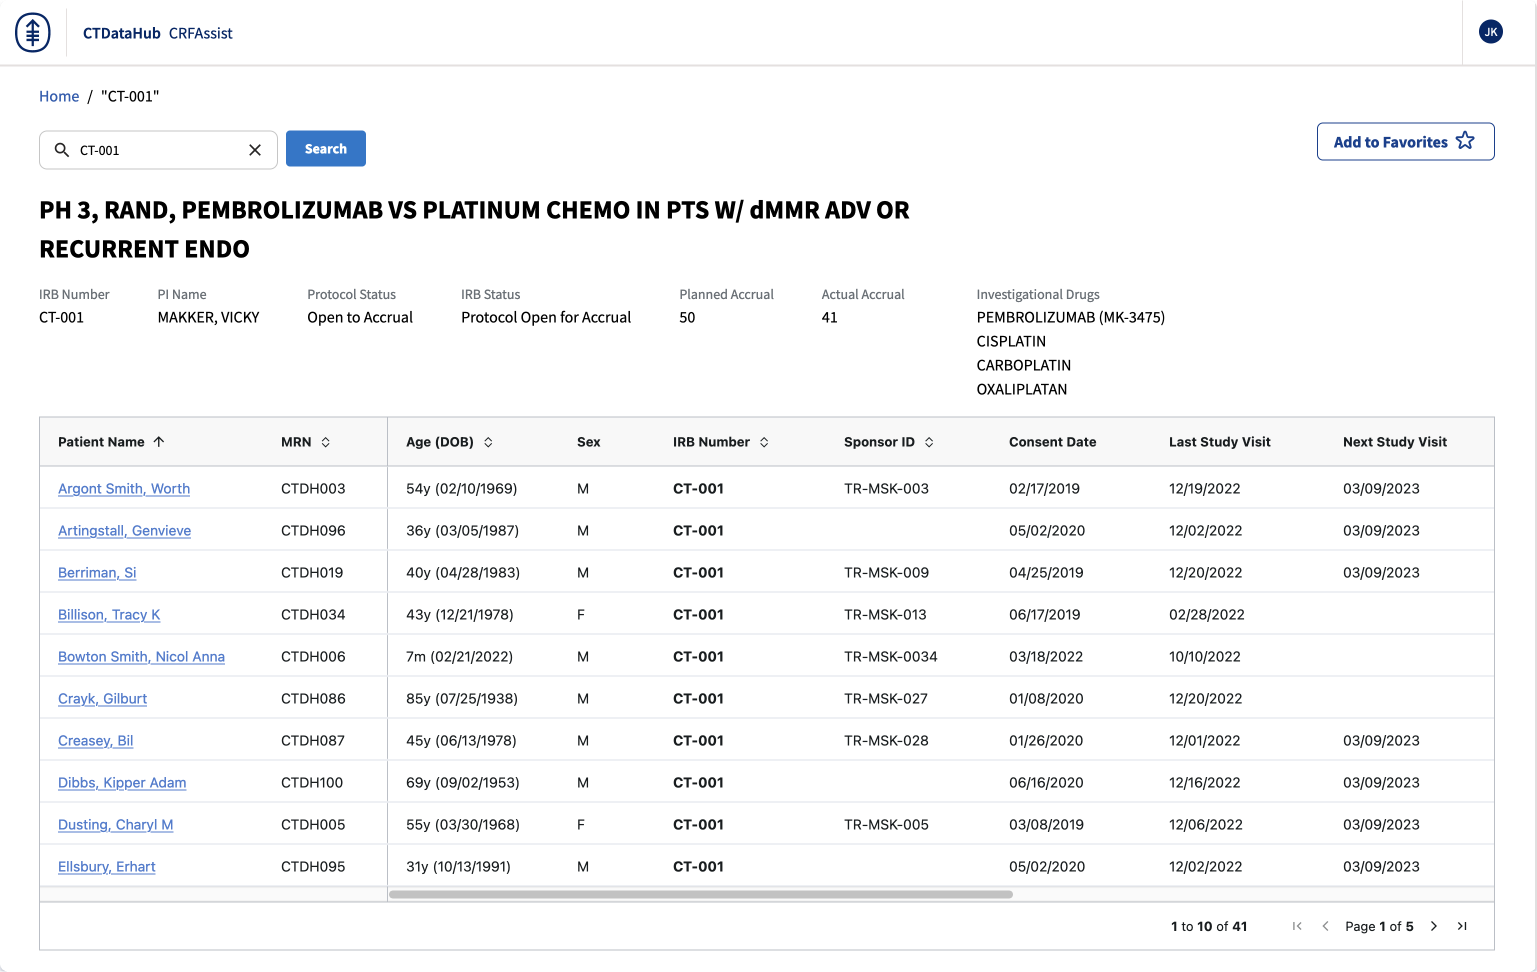 CTDataHub CRFAssist
JK
Home / "CT-001"
CT-001
Search
Add to Favorites
PH 3, RAND, PEMBROLIZUMAB VS PLATINUM CHEMO IN PTS W/ dMMR ADV OR
RECURRENT ENDO
IRB Number PI Name Protocol Status IRB Status Planned Accrual Actual Accrual Investigational Drugs
CT-001 MAKKER, VICKY Open to Accrual Protocol Open for Accrual 50 41 PEMBROLIZUMAB (MK-3475)
CISPLATIN
CARBOPLATIN
OXALIPLATAN
Patient Name MRN Age (DOB) Sex IRB Number Sponsor ID Consent Date Last Study Visit Next Study Visit
Argont Smith, Worth CTDH003 54y (02/10/1969) M CT-001 TR-MSK-003 02/17/2019 12/19/2022 03/09/2023
Artingstall, Genvieve CTDH096 36y (03/05/1987) M CT-001 05/02/2020 12/02/2022 03/09/2023
Berriman, Si CTDH019 40y (04/28/1983) M CT-001 TR-MSK-009 04/25/2019 12/20/2022 03/09/2023
Billison, Tracy K CTDH034 43y (12/21/1978) F CT-001 TR-MSK-013 06/17/2019 02/28/2022
Bowton Smith, Nicol Anna CTDH006 7m (02/21/2022) M CT-001 TR-MSK-0034 03/18/2022 10/10/2022
Crayk, Gilburt CTDH086 85y (07/25/1938) M CT-001 TR-MSK-027 01/08/2020 12/20/2022
Creasey, Bil CTDH087 45y (06/13/1978) M CT-001 TR-MSK-028 01/26/2020 12/01/2022 03/09/2023
Dibbs, Kipper Adam CTDH100 69y (09/02/1953) M CT-001 06/16/2020 12/16/2022 03/09/2023
Dusting, Charyl M CTDH005 55y (03/30/1968) F CT-001 TR-MSK-005 03/08/2019 12/06/2022 03/09/2023
Ellsbury, Erhart CTDH095 31y (10/13/1991) M CT-001 05/02/2020 12/02/2022 03/09/2023
1 to 10 of 41 Page 1 of 5